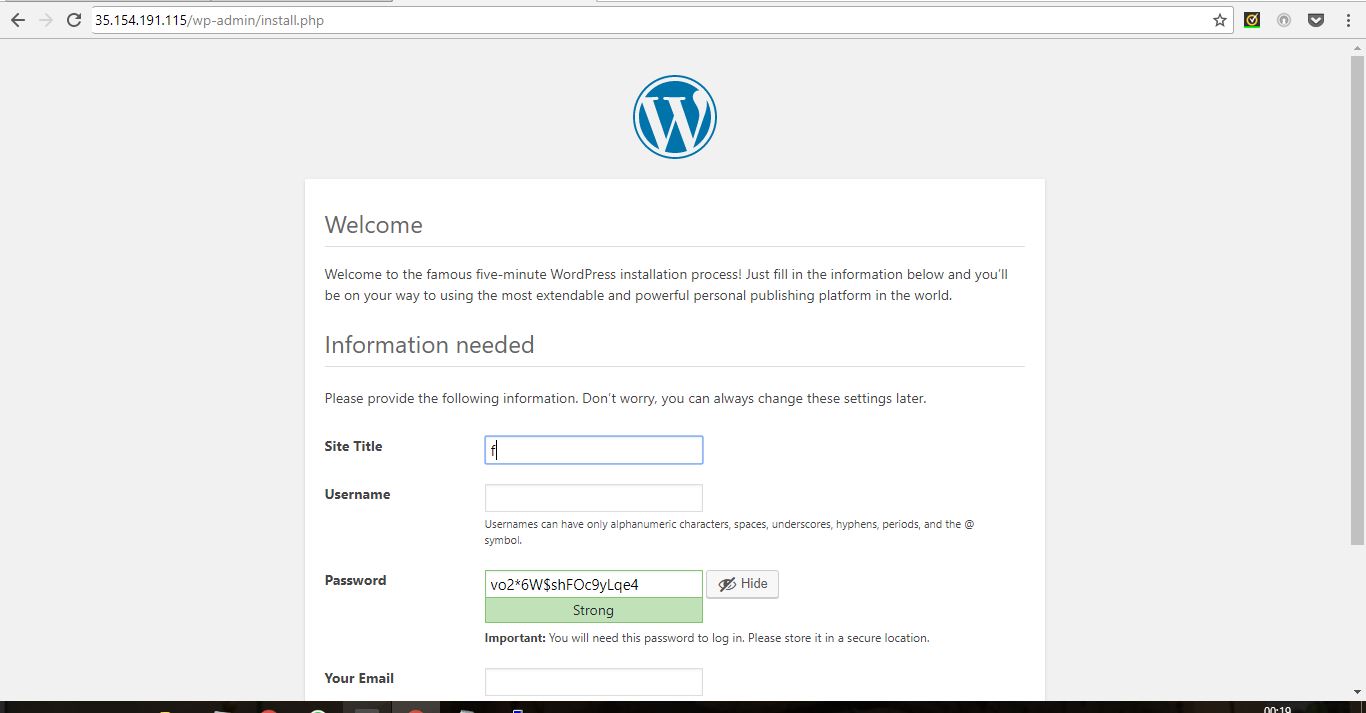 35.154.191.115/wp-admin/install.php
Welcome
Welcome to the famous five-minute WordPress installation process! Just fill in the information below and you'll
be on your way to using the most extendable and powerful personal publishing platform in the world.
Information needed
Please provide the following information. Don't worry, you can always change these settings later.
Site Title
f
Username
Usernames can have only alphanumeric characters, spaces, underscores, hyphens, periods, and the @
symbol.
Password
vo2*6W$shFOc9yLqe4
Hide
Strong
Important: You will need this password to log in. Please store it in a secure location.
Your Email
00:19